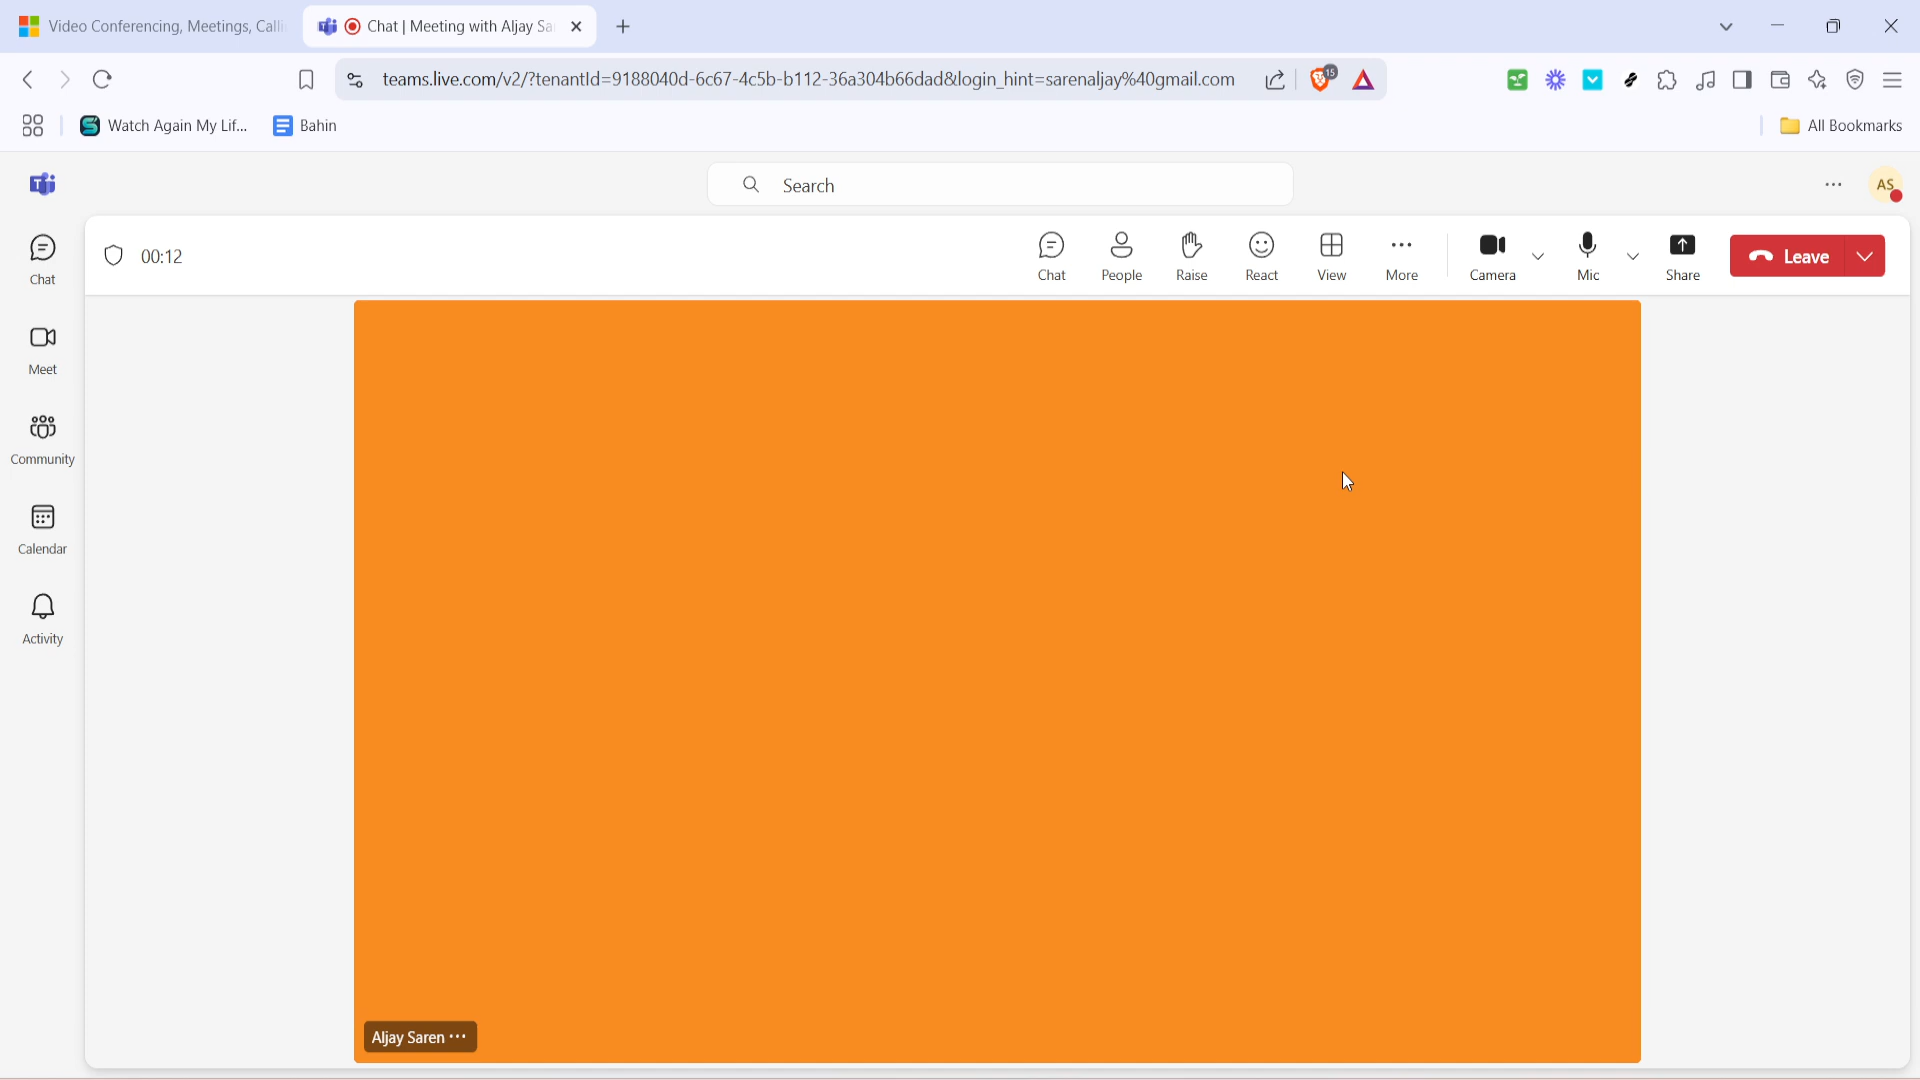 Video Conferencing, Meetings, Calli
Chat | Meeting with Aljay Sa
teams.live.com/v2/?tenantId=9188040d-6c67-4c5b-b112-36a304b66dad&login_hint=sarenaljay%40gmail.com
15
Watch Again My Lif...
Bahin
All Bookmarks
Search
AS
00:12
Chat
People
Raise
React
View
More
Camera
Mic
Share
Leave
Chat
Meet
Community
Calendar
Activity
Aljay Saren